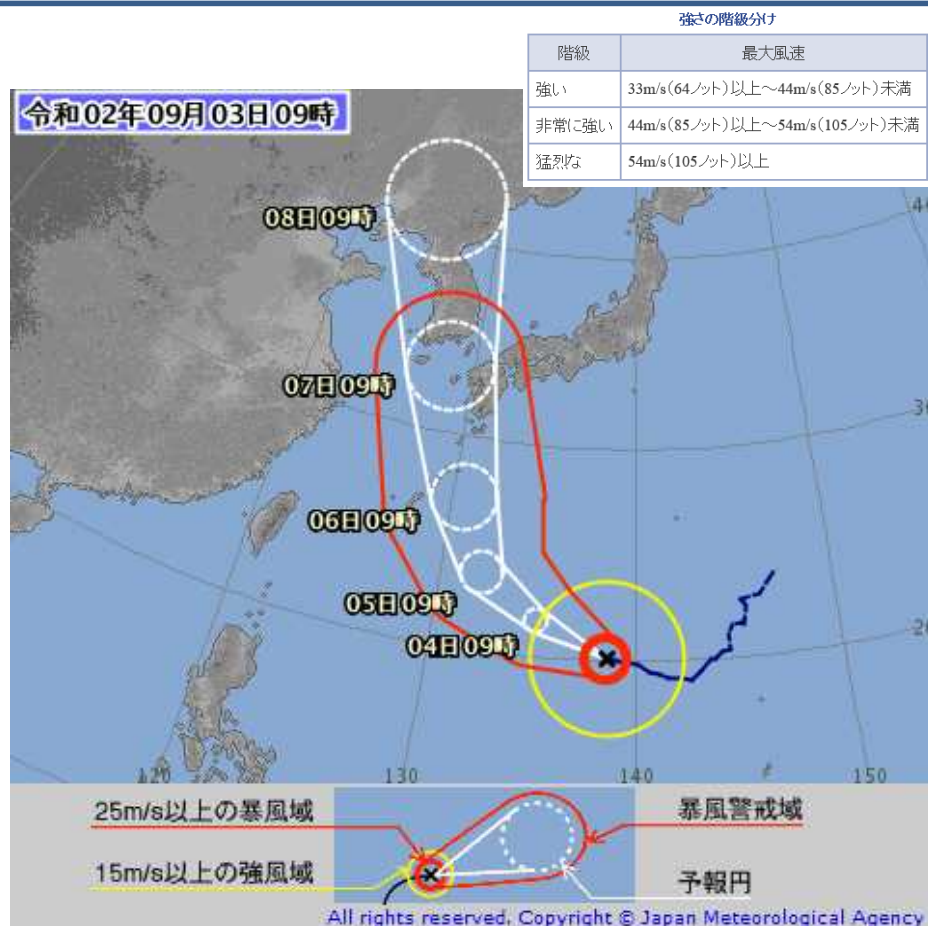 強さの階級分け
階級 最大風速
強い 33m/s(64ノット)以上～44m/s(85ノット)未満
非常に強い 44m/s(85ノット)以上～54m/s(105ノット)未満
猛烈な 54m/s(105ノット)以上
令和02年09月03日09時
08日09時
07日09時
06日09時
05日09時
04日09時
120 130 140 150
25m/s以上の暴風域
暴風警戒域
15m/s以上の強風域
予報円
All rights reserved. Copyright © Japan Meteorological Agency